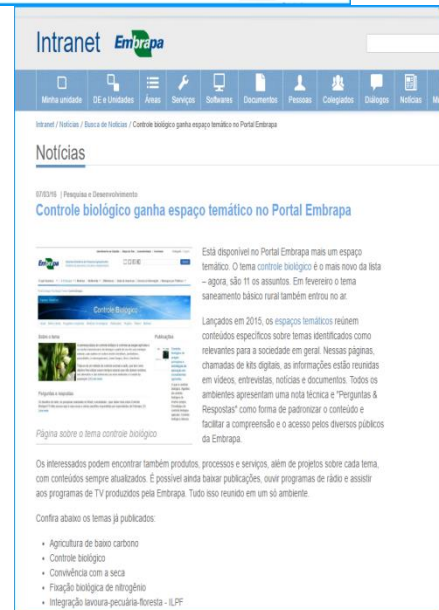 Intranet Embrapa
Minha unidade DE e Unidades Áreas Serviços Softwares Documentos Pessoas Colegiados Diálogos Notícias
Intranet / Notícias / Busca de Notícias / Controle biológico ganha espaço temático no Portal Embrapa
Notícias
07/03/16 | Pesquisa e Desenvolvimento
Controle biológico ganha espaço temático no Portal Embrapa
Embrapa
Controle Biológico
Página sobre o tema controle biológico
Está disponível no Portal Embrapa mais um espaço
temático. O tema controle biológico é o mais novo da lista
– agora, são 11 os assuntos. Em fevereiro o tema
saneamento básico rural também entrou no ar.
Lançados em 2015, os espaços temáticos reúnem
conteúdos específicos sobre temas identificados como
relevantes para a sociedade em geral. Nessas páginas,
chamadas de kits digitais, as informações estão reunidas
em vídeos, entrevistas, notícias e documentos. Todos os
ambientes apresentam uma nota técnica e "Perguntas &
Respostas" como forma de padronizar o conteúdo e
facilitar a compreensão e o acesso pelos diversos públicos
da Embrapa.
Os interessados podem encontrar também produtos, processos e serviços, além de projetos sobre cada tema,
com conteúdos sempre atualizados. É possível ainda baixar publicações, ouvir programas de rádio e assistir
aos programas de TV produzidos pela Embrapa. Tudo isso reunido em um só ambiente.
Confira abaixo os temas já publicados:
• Agricultura de baixo carbono
• Controle biológico
• Convivência com a seca
• Fixação biológica de nitrogênio
• Integração lavoura-pecuária-floresta - ILPF